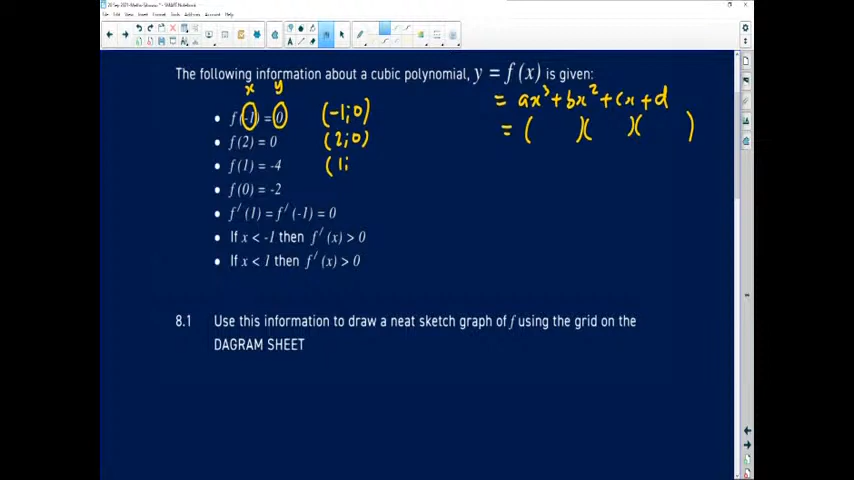 The following information about a cubic polynomial, y = f (x) is given:
x y
= ax³ + bx² + cx + d
• f (-1) = 0 (-1;0)
= ( )( )( )
• f (2) = 0 (2;0)
• f (1) = -4 (1;
• f (0) = -2
• f ′ (1) = f ′ (-1) = 0
• If x < -1 then f ′ (x) > 0
• If x < 1 then f ′ (x) > 0
8.1 Use this information to draw a neat sketch graph of f using the grid on the
DAGRAM SHEET